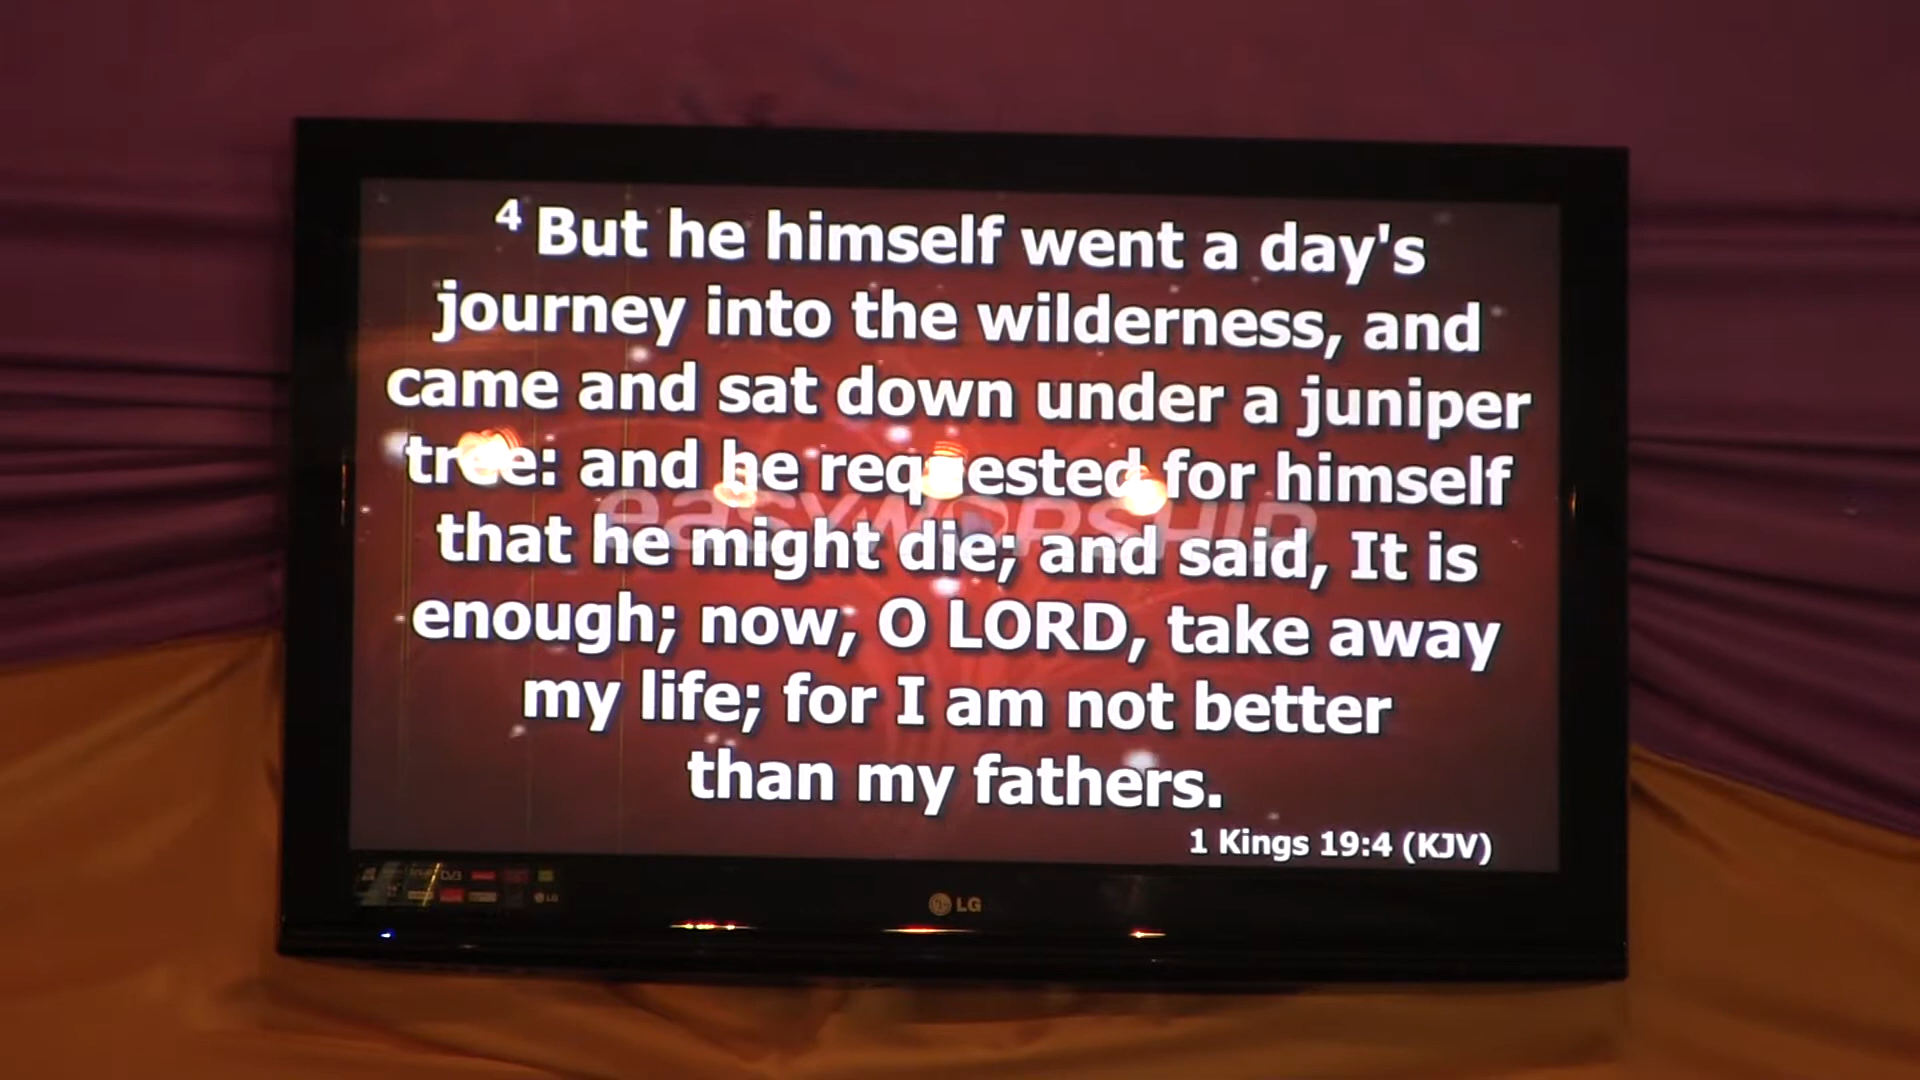 4 But he himself went a day's
journey into the wilderness, and
came and sat down under a juniper
tree: and he requested for himself
easyworship
that he might die; and said, It is
enough; now, O LORD, take away
my life; for I am not better
than my fathers.
1 Kings 19:4 (KJV)
LG